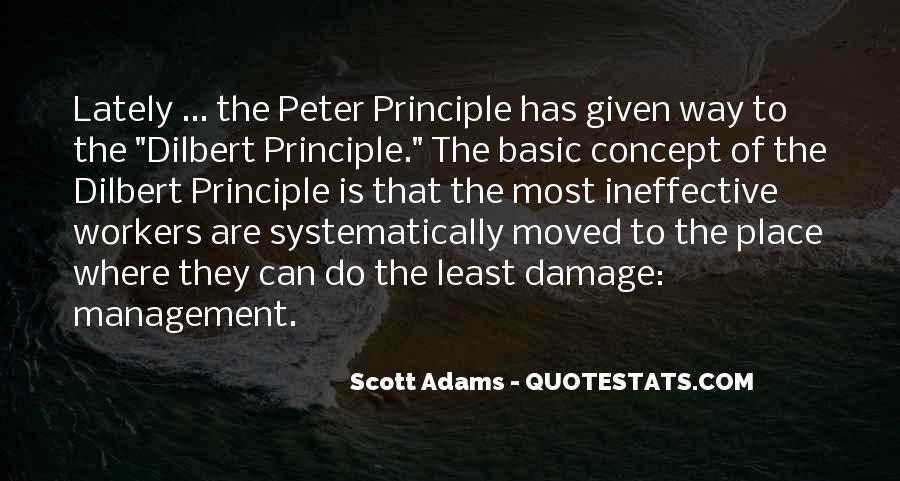 Lately ... the Peter Principle has given way to
the "Dilbert Principle." The basic concept of the
Dilbert Principle is that the most ineffective
workers are systematically moved to the place
where they can do the least damage:
management.
Scott Adams - QUOTESTATS.COM